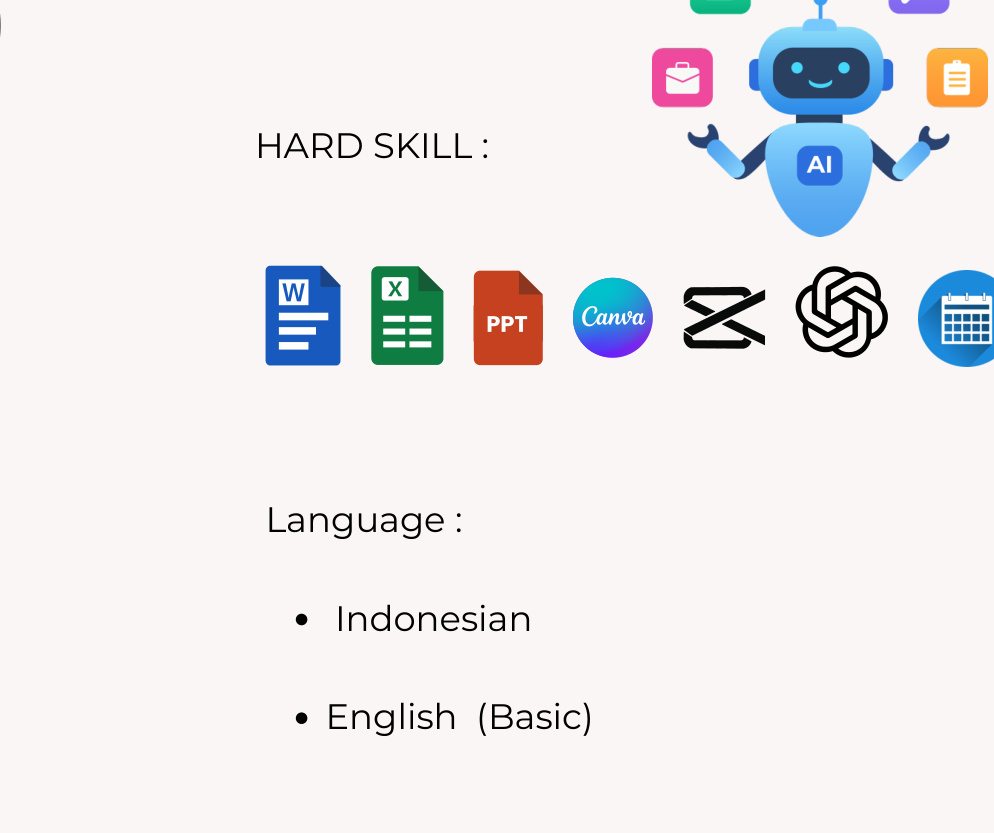 AI
HARD SKILL :
W X PPT Canva
Language :
• Indonesian
• English (Basic)